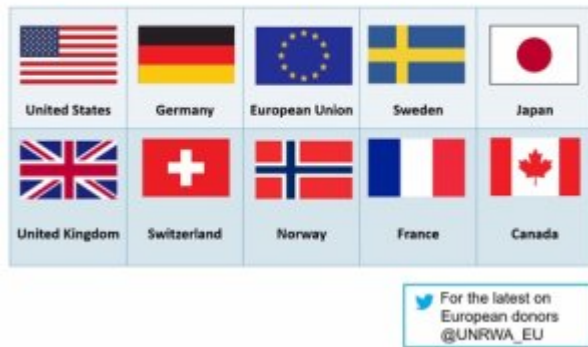 United States Germany European Union Sweden Japan
United Kingdom Switzerland Norway France Canada
For the latest on
European donors
@UNRWA_EU